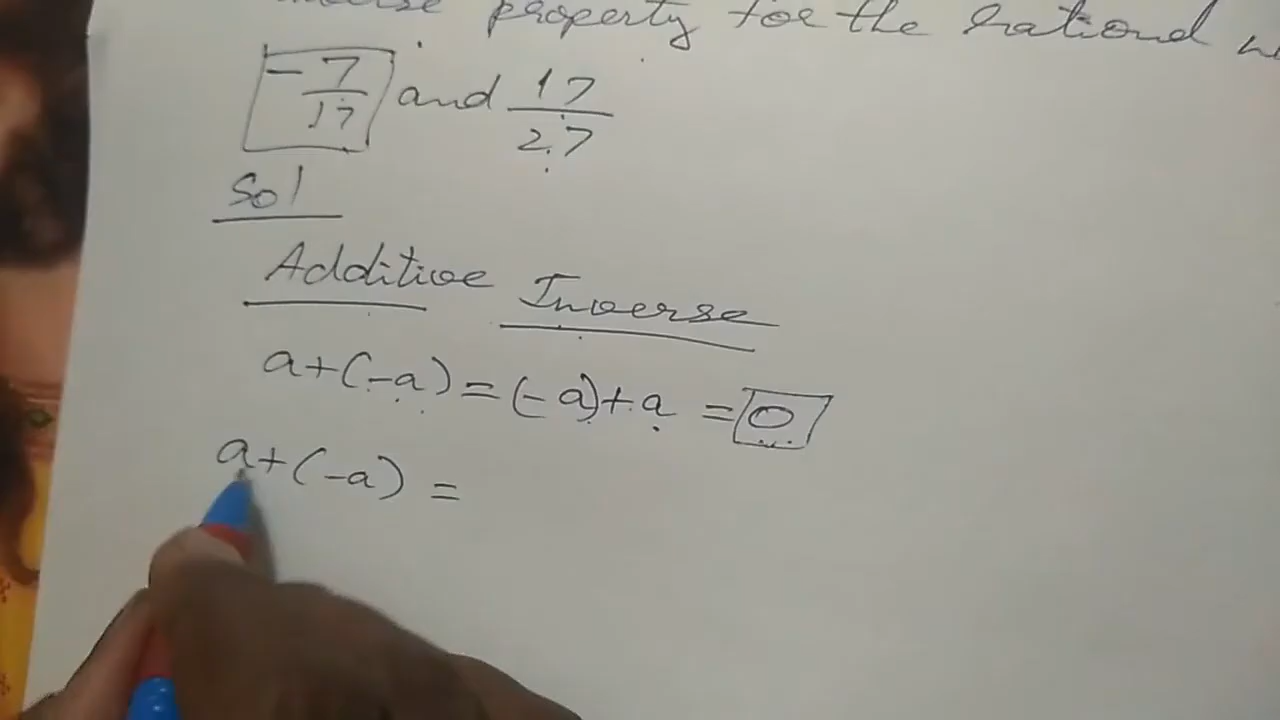 property for the rational
- 7/17 and 17/27
Sol
Additive Inverse
a+(-a) = (-a)+a = 0
a+(-a) =